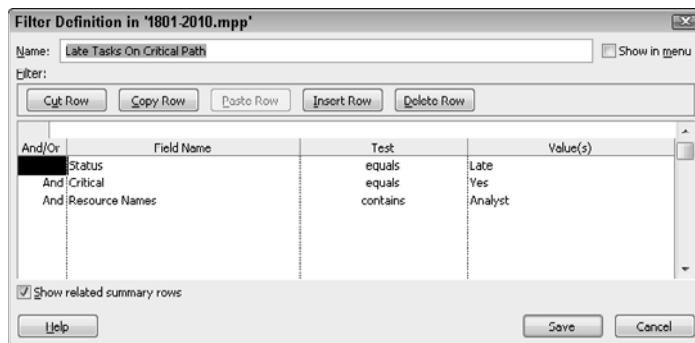 Filter Definition in '1801-2010.mpp'
Name: Late Tasks On Critical Path Show in menu
Filter:
Cut Row Copy Row Paste Row Insert Row Delete Row
And/Or Field Name Test Value(s)
Status equals Late
And Critical equals Yes
And Resource Names contains Analyst
Show related summary rows
Help Save Cancel